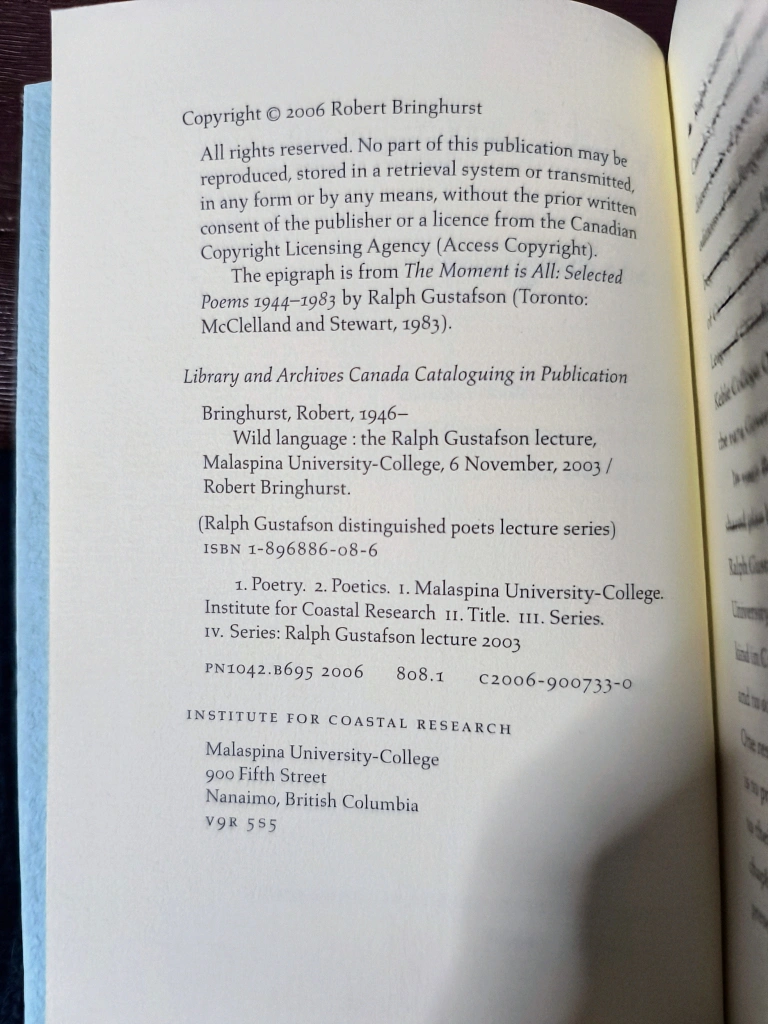 Copyright © 2006 Robert Bringhurst
All rights reserved. No part of this publication may be
reproduced, stored in a retrieval system or transmitted,
in any form or by any means, without the prior written
consent of the publisher or a licence from the Canadian
Copyright Licensing Agency (Access Copyright).
The epigraph is from The Moment is All: Selected
Poems 1944–1983 by Ralph Gustafson (Toronto:
McClelland and Stewart, 1983).
Library and Archives Canada Cataloguing in Publication
Bringhurst, Robert, 1946–
Wild language : the Ralph Gustafson lecture,
Malaspina University-College, 6 November, 2003 /
Robert Bringhurst.
(Ralph Gustafson distinguished poets lecture series)
ISBN 1-896886-08-6
1. Poetry. 2. Poetics. I. Malaspina University-College.
Institute for Coastal Research II. Title. III. Series.
IV. Series: Ralph Gustafson lecture 2003
PN1042.B695 2006 808.1 C2006-900733-0
INSTITUTE FOR COASTAL RESEARCH
Malaspina University-College
900 Fifth Street
Nanaimo, British Columbia
V9R 5S5